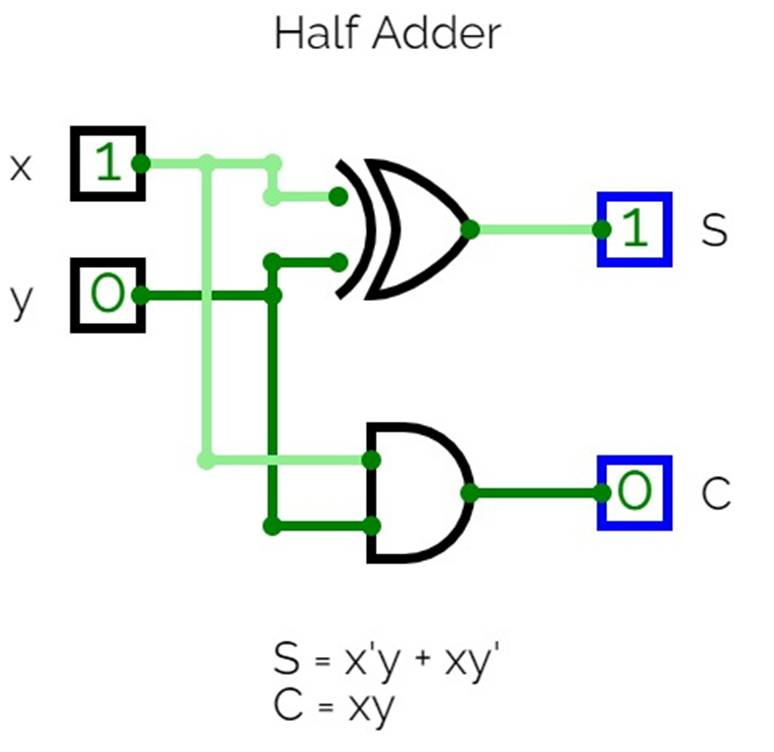 Half Adder
x 1
1 S
y 0
0 C
S = x'y + xy'
C = xy